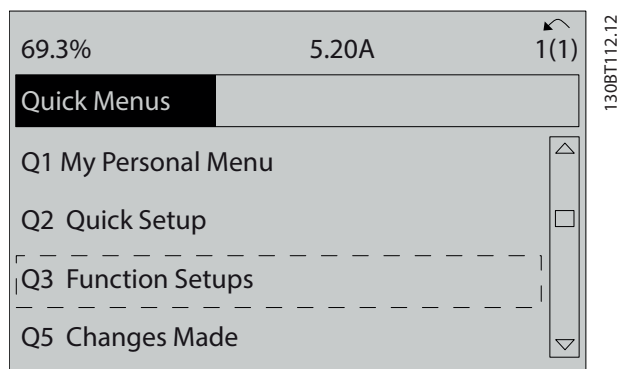 69.3% 5.20A 1(1)
Quick Menus
Q1 My Personal Menu
Q2 Quick Setup
Q3 Function Setups
Q5 Changes Made
130BT112.12